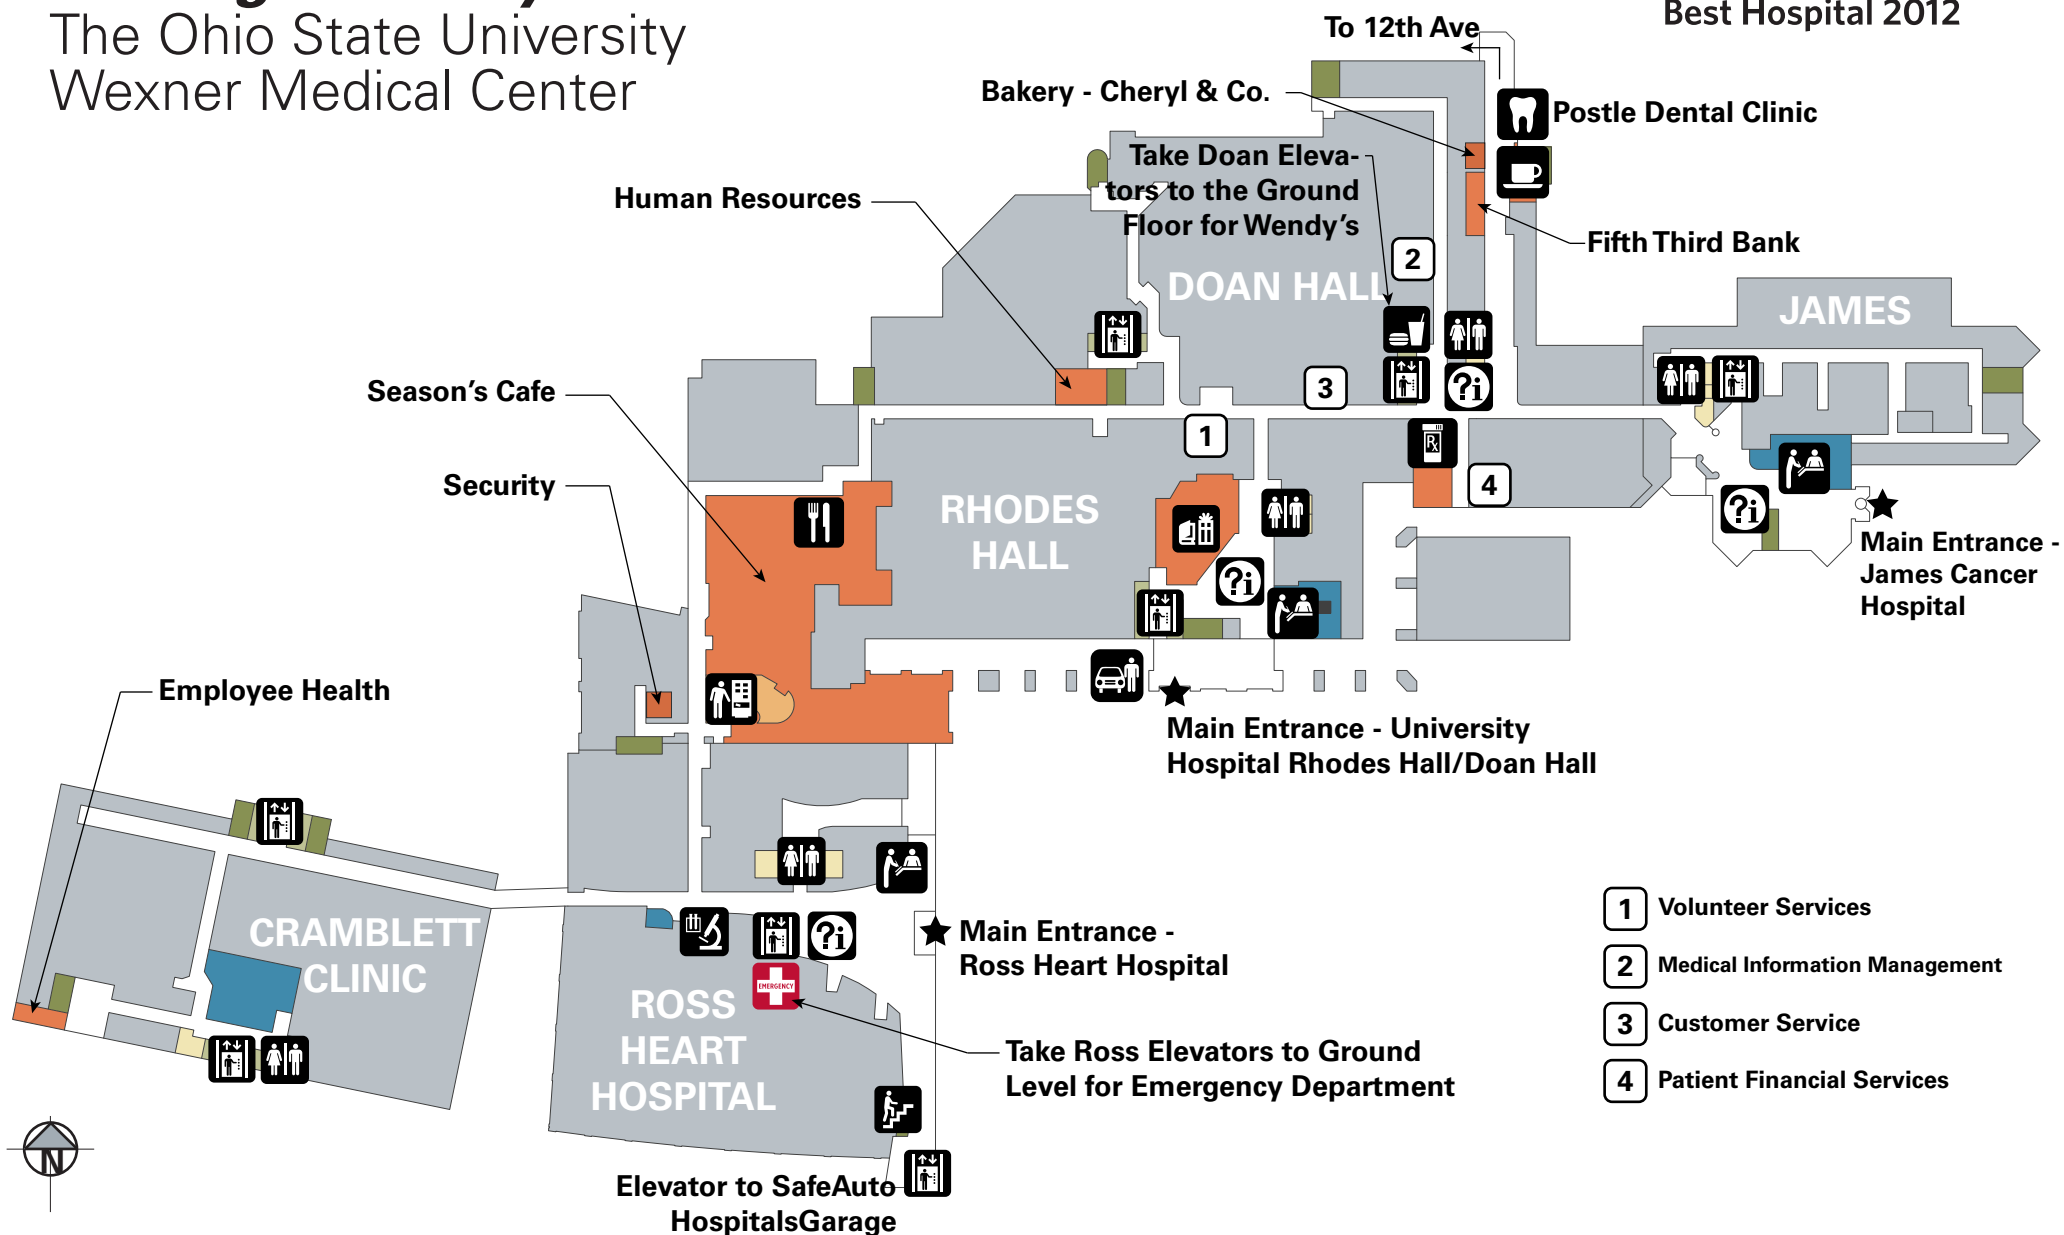 The Ohio State University
Wexner Medical Center
Best Hospital 2012
To 12th Ave
Bakery - Cheryl & Co.
Postle Dental Clinic
Take Doan Eleva-
tors to the Ground
Floor for Wendy's
Human Resources
Fifth Third Bank
2
DOAN HALL
JAMES
Season's Cafe
3
?i
1
Rx
Security
4
RHODES
HALL
?i
?i
Main Entrance -
James Cancer
Hospital
Employee Health
Main Entrance - University
Hospital Rhodes Hall/Doan Hall
CRAMBLETT
CLINIC
?i
Main Entrance -
Ross Heart Hospital
EMERGENCY
ROSS
HEART
HOSPITAL
Take Ross Elevators to Ground
Level for Emergency Department
1 Volunteer Services
2 Medical Information Management
3 Customer Service
4 Patient Financial Services
N
Elevator to SafeAuto
HospitalsGarage